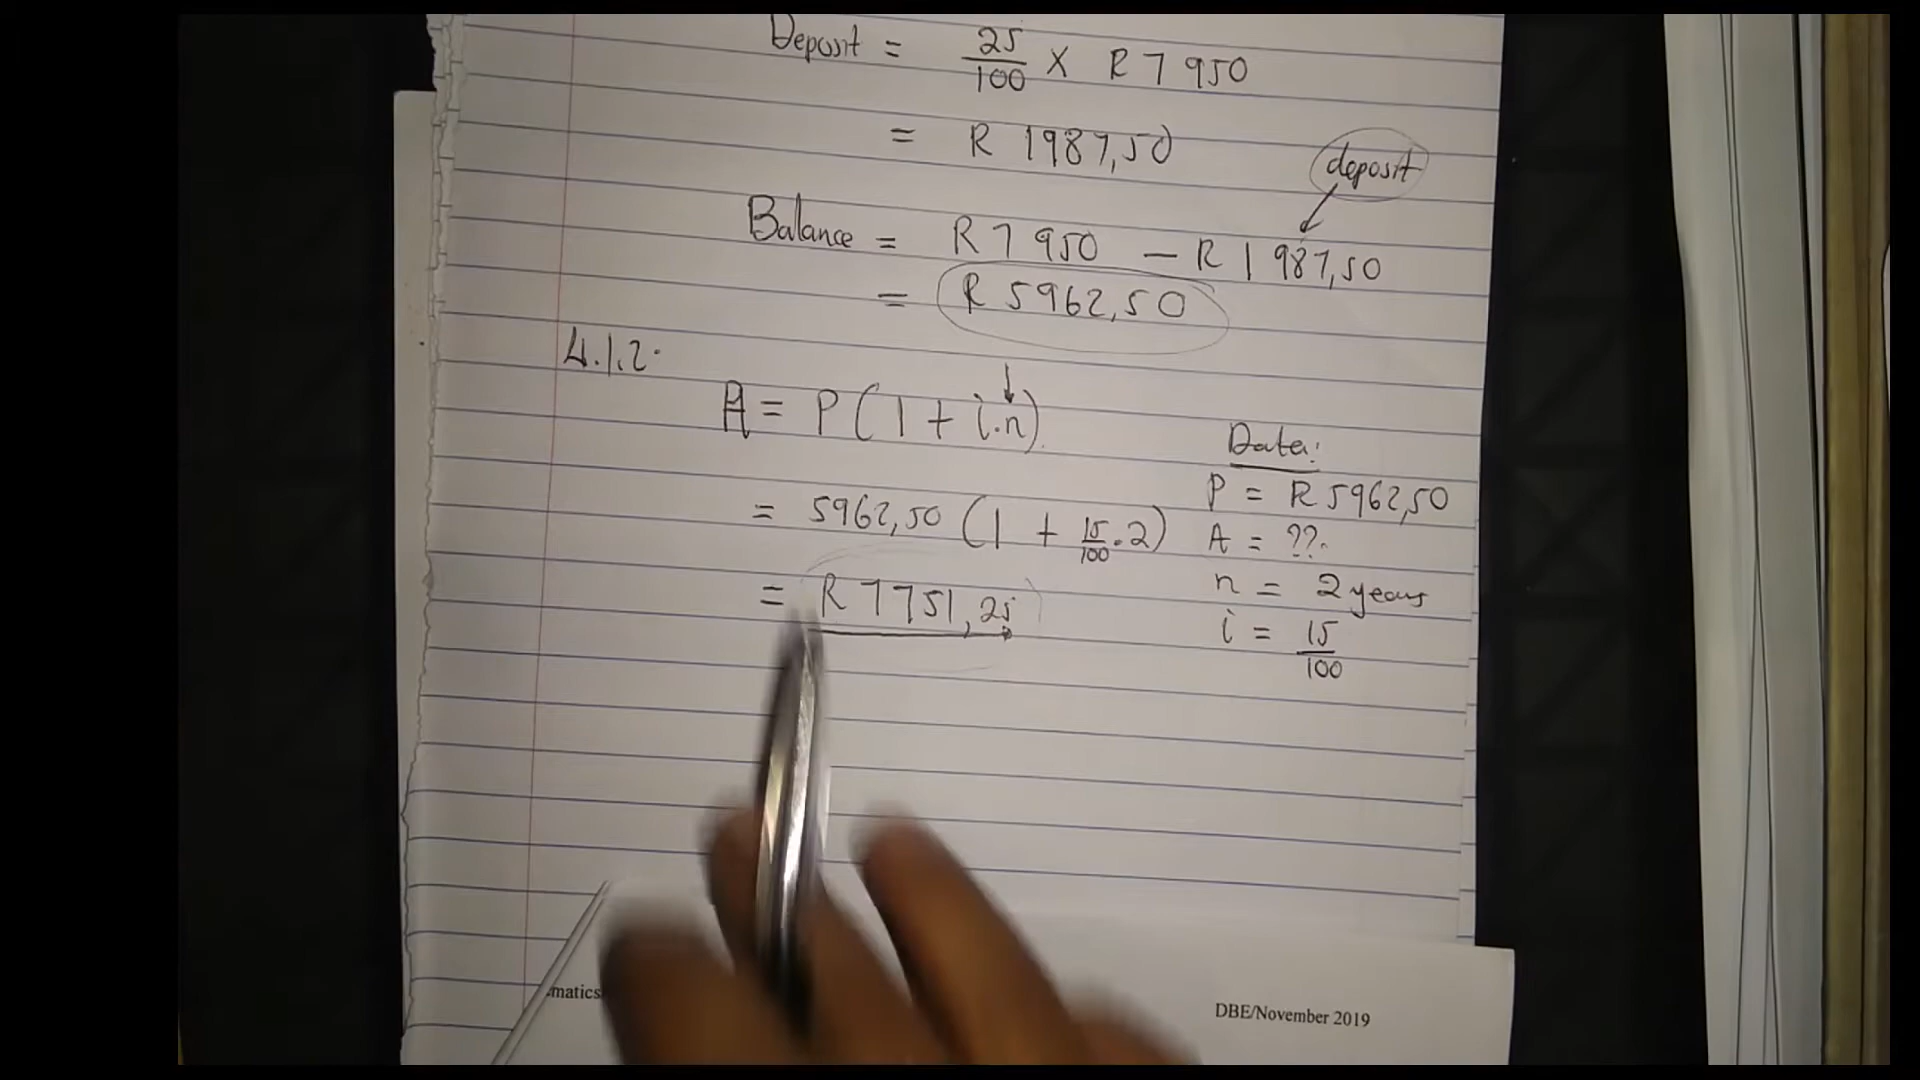 Deposit = 25/100 × R 7 950
= R 1987,50
deposit
Balance = R 7 950 – R 1 987,50
= R 5962,50
4.1.2.
A = P(1 + i.n)
Data:
P = R 5962,50
= 5962,50 (1 + 15/100 . 2)
A = ??.
= R 7751,25
n = 2 years
i = 15/100
matics
DBE/November 2019